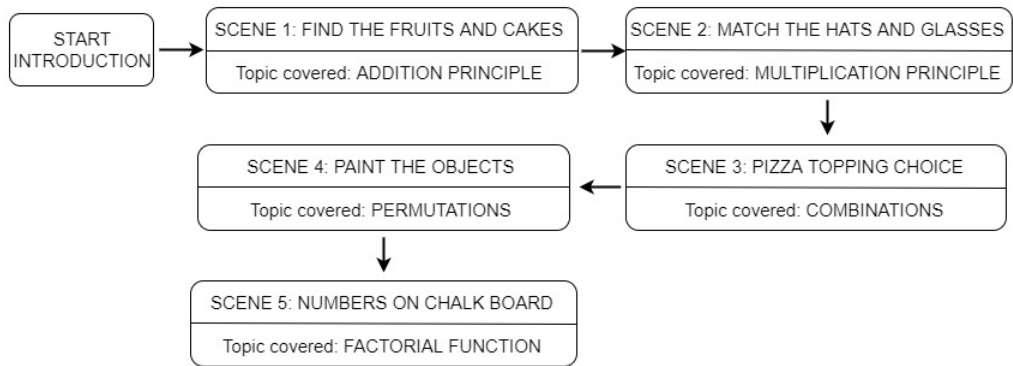 START
INTRODUCTION
SCENE 1: FIND THE FRUITS AND CAKES
Topic covered: ADDITION PRINCIPLE
SCENE 2: MATCH THE HATS AND GLASSES
Topic covered: MULTIPLICATION PRINCIPLE
SCENE 3: PIZZA TOPPING CHOICE
Topic covered: COMBINATIONS
SCENE 4: PAINT THE OBJECTS
Topic covered: PERMUTATIONS
SCENE 5: NUMBERS ON CHALK BOARD
Topic covered: FACTORIAL FUNCTION